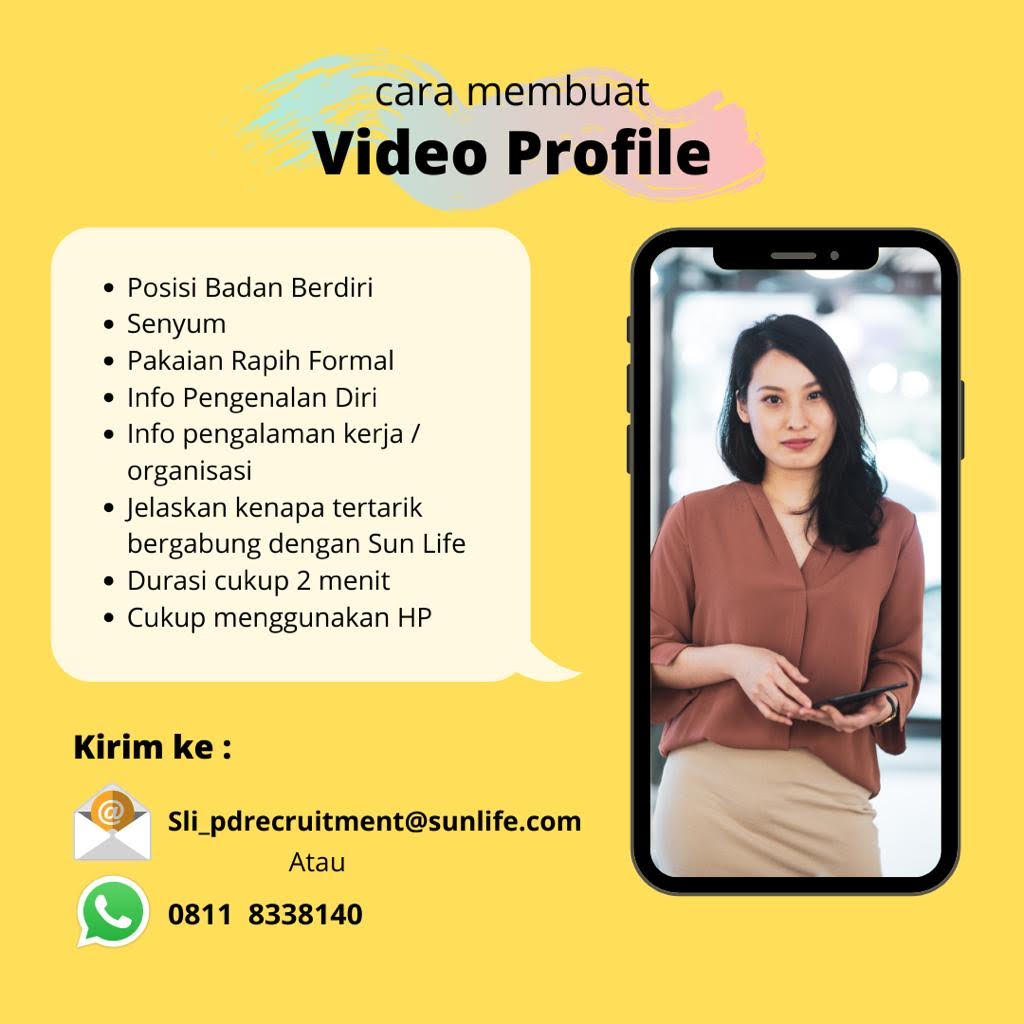 cara membuat
Video Profile
• Posisi Badan Berdiri
• Senyum
• Pakaian Rapih Formal
• Info Pengenalan Diri
• Info pengalaman kerja /
organisasi
• Jelaskan kenapa tertarik
bergabung dengan Sun Life
• Durasi cukup 2 menit
• Cukup menggunakan HP
Kirim ke :
@
Sli_pdrecruitment@sunlife.com
Atau
0811 8338140